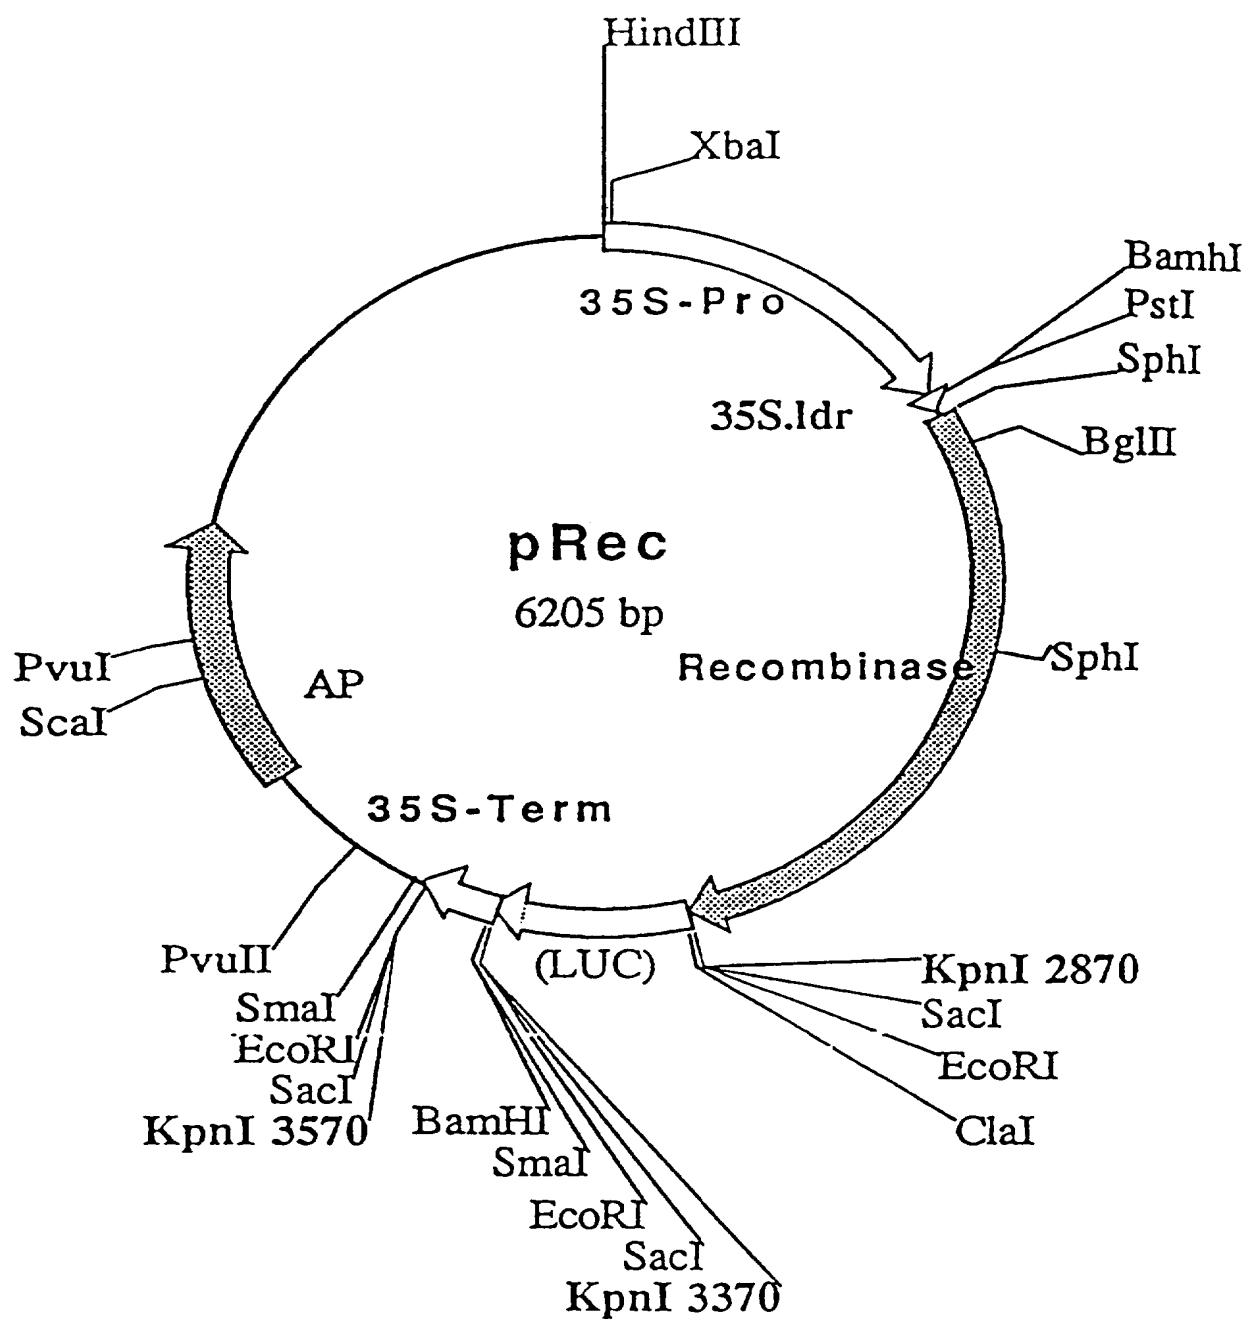 HindIII
XbaI
BamhI
PstI
SphI
BglII
35S-Pro
35S.ldr
pRec
6205 bp
Recombinase
SphI
PvuI
ScaI
AP
35S-Term
(LUC)
PvuII
SmaI
EcoRI
SacI
KpnI 3570
KpnI 2870
SacI
EcoRI
ClaI
BamHI
SmaI
EcoRI
SacI
KpnI 3370